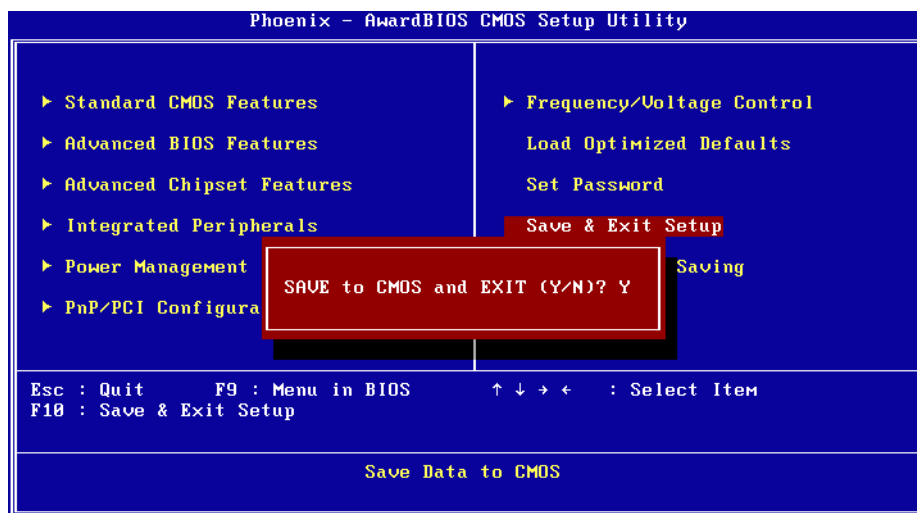 Phoenix - AwardBIOS CMOS Setup Utility
► Standard CMOS Features
► Advanced BIOS Features
► Advanced Chipset Features
► Integrated Peripherals
► Power Management
► PnP/PCI Configura
► Frequency/Voltage Control
Load Optimized Defaults
Set Password
Save & Exit Setup
Saving
SAVE to CMOS and EXIT (Y/N)? Y
Esc : Quit F9 : Menu in BIOS ↑ ↓ → ← : Select Item
F10 : Save & Exit Setup
Save Data to CMOS